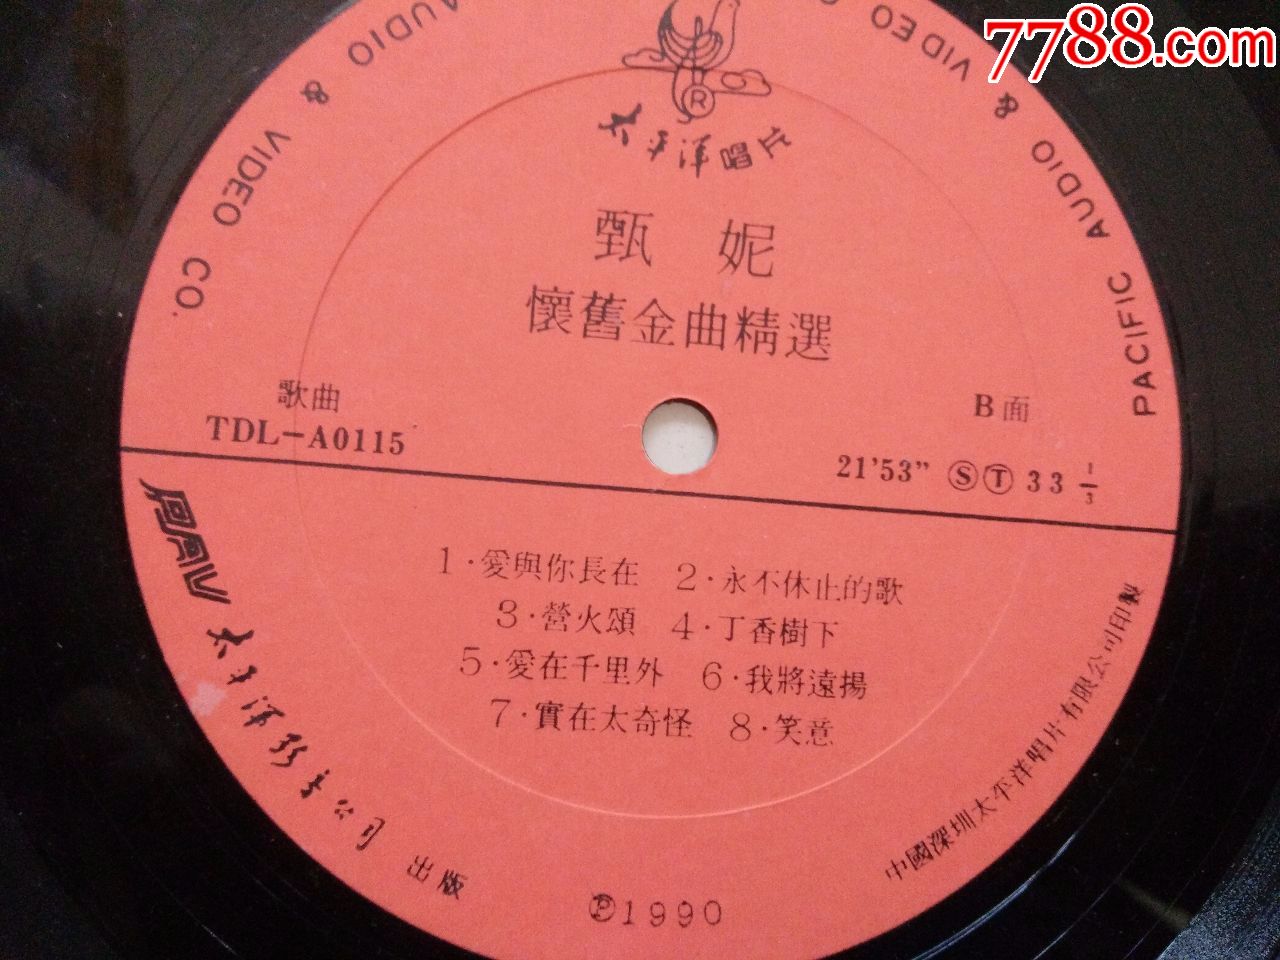 7788.com
AUDIO & VIDEO CO.
VIDEO
PACIFIC AUDIO &
R
太平洋唱片
甄妮
懷舊金曲精選
歌曲
B面
TDL-A0115
21'53" Ⓢ Ⓣ 33 1/3
1·愛與你長在 2·永不休止的歌
3·營火頌 4·丁香樹下
5·愛在千里外 6·我將遠揚
7·實在太奇怪 8·笑意
太平洋影音公司 出版
中國深圳太平洋唱片有限公司印製
Ⓟ1990